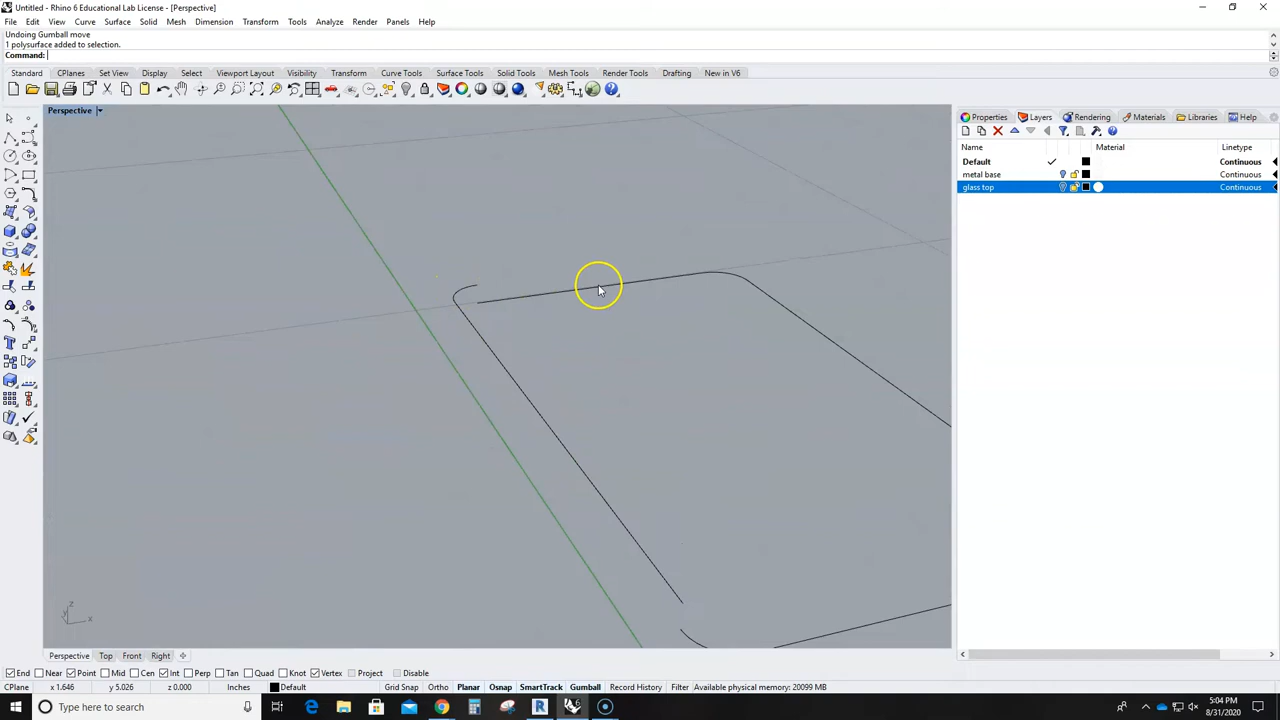 Untitled - Rhino 6 Educational Lab License - [Perspective]
File Edit View Curve Surface Solid Mesh Dimension Transform Tools Analyze Render Panels Help
Undoing Gumball move
1 polysurface added to selection.
Command:
Standard CPlanes Set View Display Select Viewport Layout Visibility Transform Curve Tools Surface Tools Solid Tools Mesh Tools Render Tools Drafting New in V6
Perspective
Properties Layers Rendering Materials Libraries Help
Name Material Linetype
Default Continuous
metal base Continuous
glass top Continuous
z
y
x
Perspective Top Front Right
End Near Point Mid Cen Int Perp Tan Quad Knot Vertex Project Disable
CPlane x 1.646 y 5.026 z 0.000 Inches Default Grid Snap Ortho Planar Osnap SmartTrack Gumball Record History Filter Available physical memory: 20099 MB
Type here to search
5:04 PM
8/31/2020